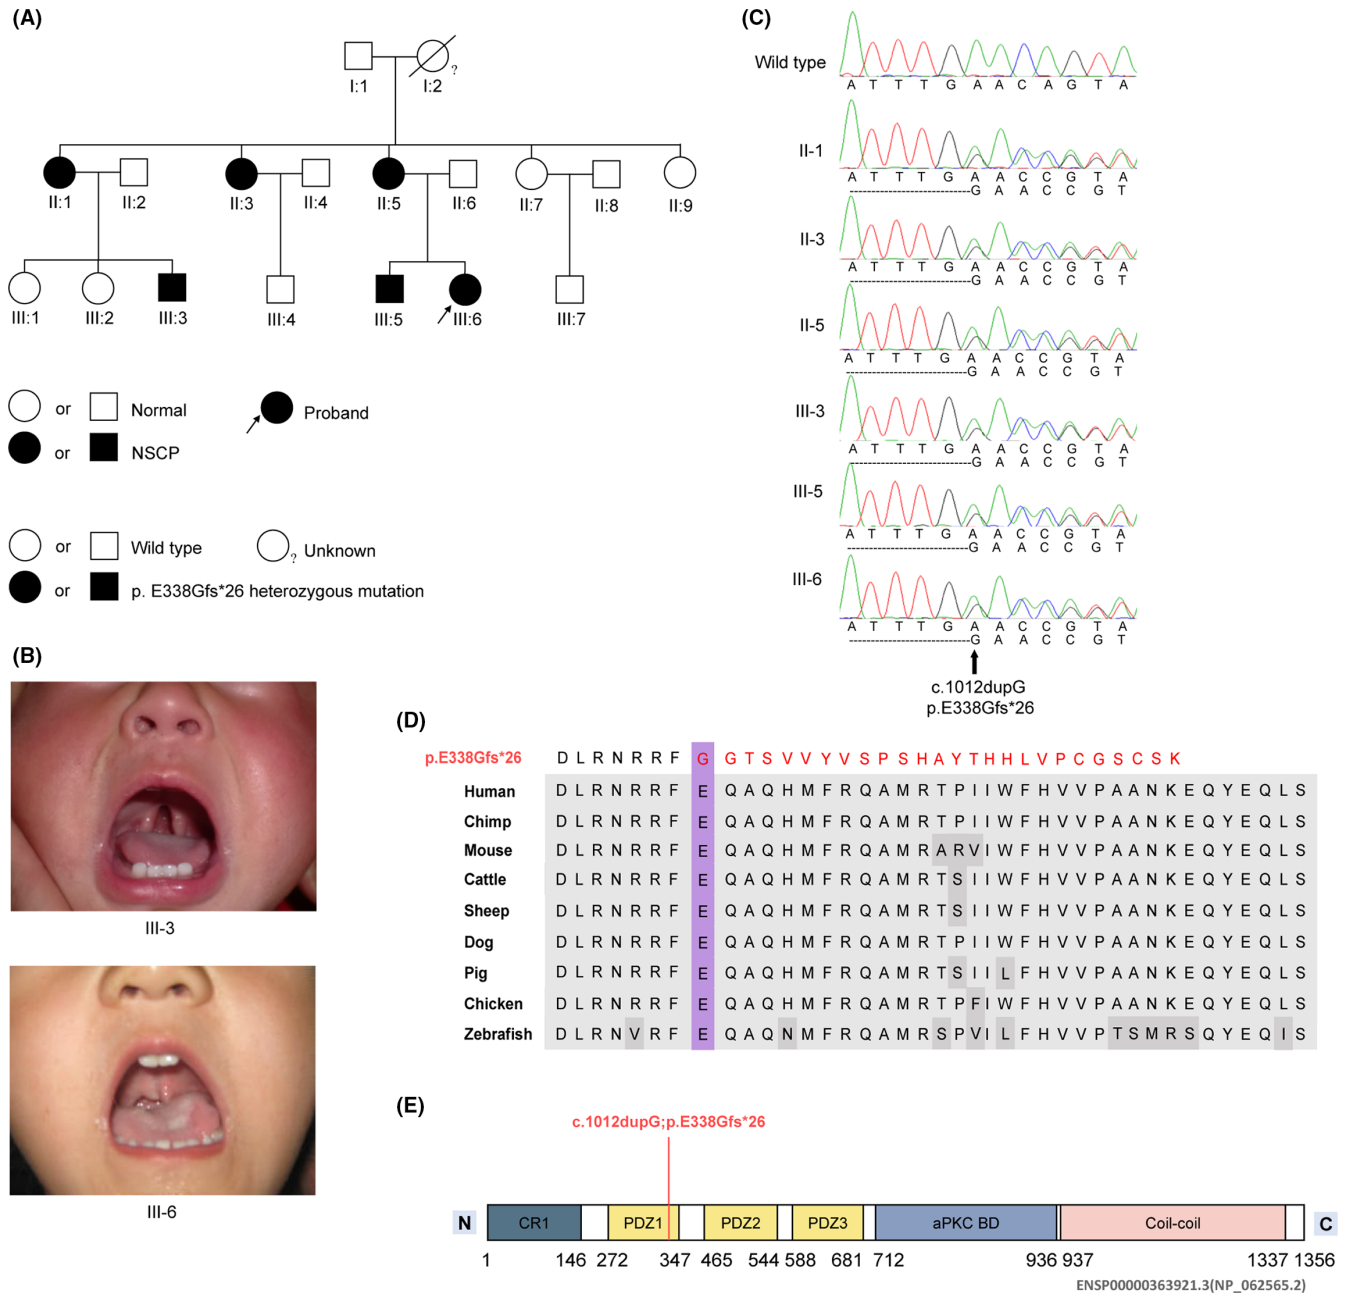 (A)
I:1
I:2
?
II:1
II:2
II:3
II:4
II:5
II:6
II:7
II:8
II:9
III:1
III:2
III:3
III:4
III:5
III:6
III:7
or Normal
Proband
or NSCP
or Wild type
? Unknown
or p. E338Gfs*26 heterozygous mutation
(B)
III-3
III-6
(C)
Wild type
A T T T G A A C A G T A
II-1
A T T T G A A C C G T A
G A A C C G T
II-3
A T T T G A A C C G T A
G A A C C G T
II-5
A T T T G A A C C G T A
G A A C C G T
III-3
A T T T G A A C C G T A
G A A C C G T
III-5
A T T T G A A C C G T A
G A A C C G T
III-6
A T T T G A A C C G T A
G A A C C G T
c.1012dupG
p.E338Gfs*26
(D)
p.E338Gfs*26 D L R N R R F G G T S V V Y V S P S H A Y T H H L V P C G S C S K
Human D L R N R R F E Q A Q H M F R Q A M R T P I I W F H V V P A A N K E Q Y E Q L S
Chimp D L R N R R F E Q A Q H M F R Q A M R T P I I W F H V V P A A N K E Q Y E Q L S
Mouse D L R N R R F E Q A Q H M F R Q A M R A R V I W F H V V P A A N K E Q Y E Q L S
Cattle D L R N R R F E Q A Q H M F R Q A M R T S I I W F H V V P A A N K E Q Y E Q L S
Sheep D L R N R R F E Q A Q H M F R Q A M R T S I I W F H V V P A A N K E Q Y E Q L S
Dog D L R N R R F E Q A Q H M F R Q A M R T P I I W F H V V P A A N K E Q Y E Q L S
Pig D L R N R R F E Q A Q H M F R Q A M R T S I I L F H V V P A A N K E Q Y E Q L S
Chicken D L R N R R F E Q A Q H M F R Q A M R T P F I W F H V V P A A N K E Q Y E Q L S
Zebrafish D L R N V R F E Q A Q N M F R Q A M R S P V I L F H V V P T S M R S Q Y E Q I S
(E)
c.1012dupG;p.E338Gfs*26
N CR1 PDZ1 PDZ2 PDZ3 aPKC BD Coil-coil C
1 146 272 347 465 544 588 681 712 936 937 1337 1356
ENSP00000363921.3(NP_062565.2)